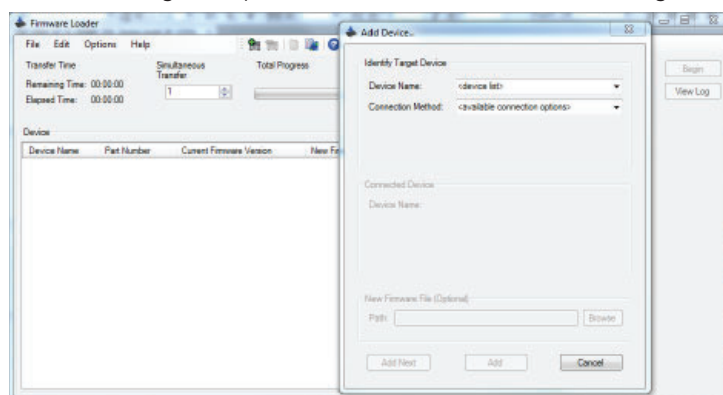 Firmware Loader
File Edit Options Help
Transfer Time
Simultaneous Transfer
Total Progress
Remaining Time: 00:00:00
1
Elapsed Time: 00:00:00
Begin
View Log
Device
Device Name Part Number Current Firmware Version New
Add Device..
Identify Target Device
Device Name: <device list>
Connection Method: <available connection options>
Connected Device
Device Name:
New Firmware File (Optional)
Path:
Browse
Add Next Add Cancel